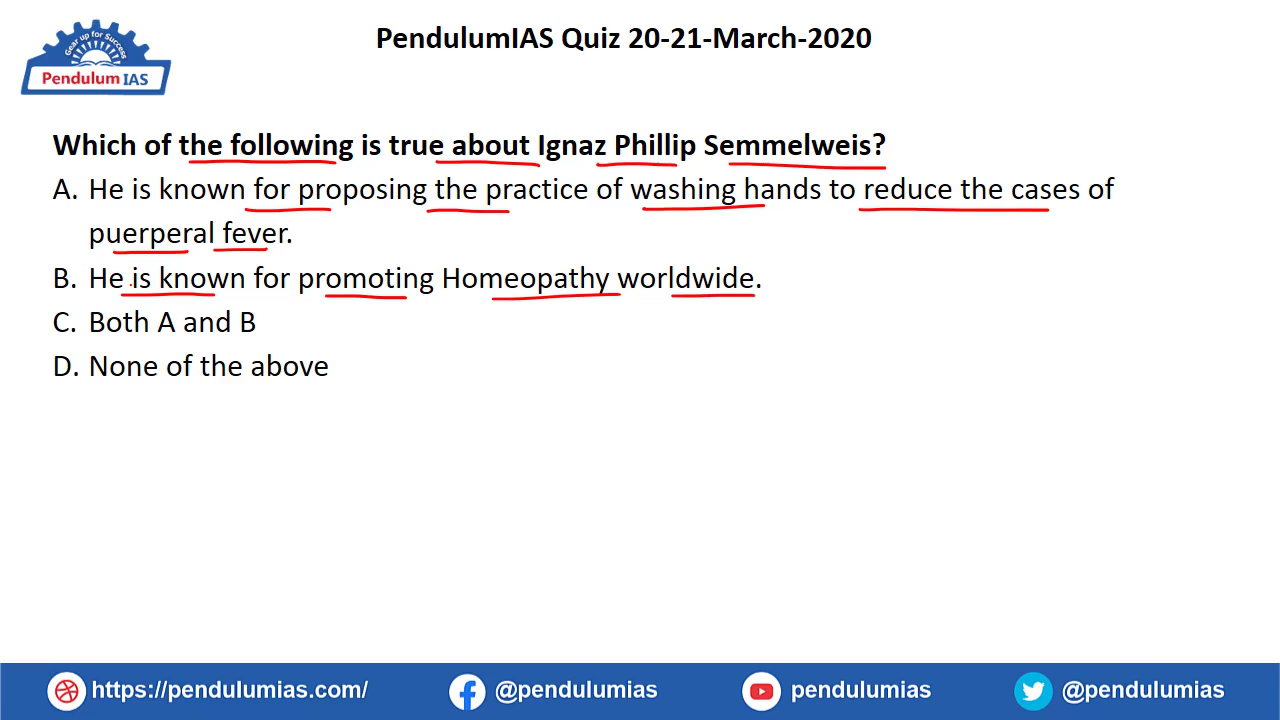 PendulumIAS Quiz 20-21-March-2020
Gear up for Success
Pendulum IAS
Which of the following is true about Ignaz Phillip Semmelweis?
A. He is known for proposing the practice of washing hands to reduce the cases of
puerperal fever.
B. He is known for promoting Homeopathy worldwide.
C. Both A and B
D. None of the above
https://pendulumias.com/ @pendulumias pendulumias @pendulumias